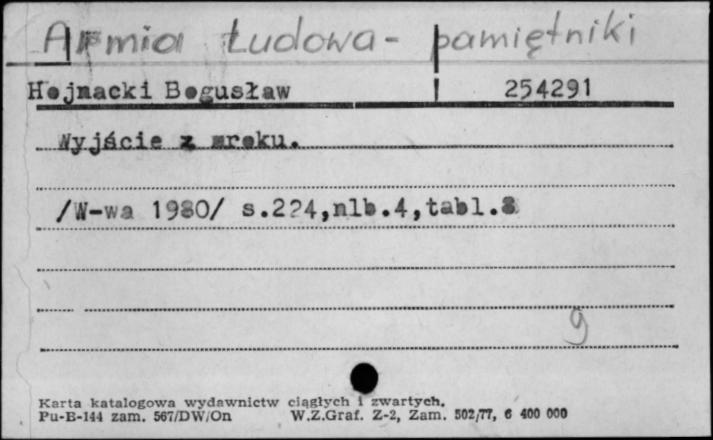 Armia Ludowa - pamiętniki
Hojnacki Bogusław 254291
Wyjście z mroku.
/W-wa 1980/ s.224,nlb.4,tabl.8
9
Karta katalogowa wydawnictw ciągłych i zwartych.
Pu-B-144 zam. 567/DW/On W.Z.Graf. Z-2, Zam. 502/77, 6 400 000